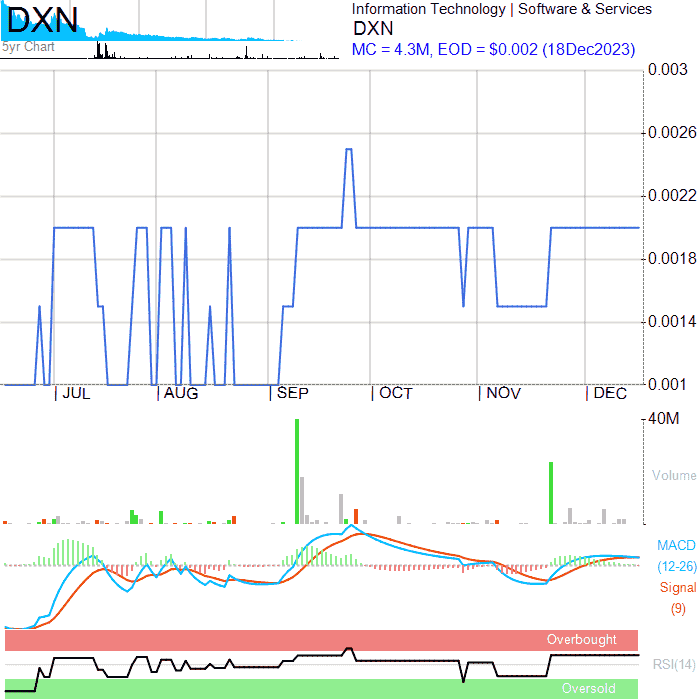 DXN
5yr Chart
Information Technology | Software & Services
DXN
MC = 4.3M, EOD = $0.002 (18Dec2023)
0.003
0.0026
0.0022
0.0018
0.0014
0.001
JUL AUG SEP OCT NOV DEC
40M
Volume
MACD
(12-26)
Signal
(9)
Overbought
RSI(14)
Oversold